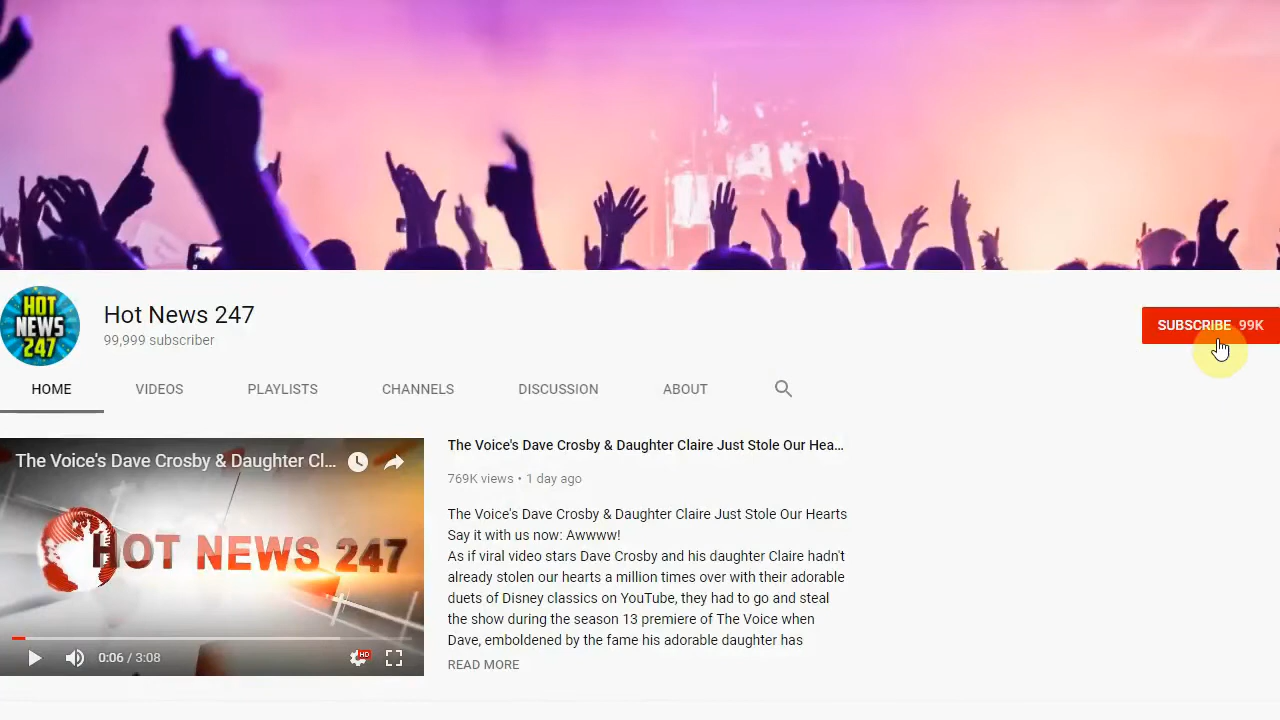 HOT
NEWS
247
Hot News 247
99,999 subscriber
SUBSCRIBE 99K
HOME VIDEOS PLAYLISTS CHANNELS DISCUSSION ABOUT
The Voice's Dave Crosby & Daughter Cl...
HOT NEWS 247
0:06 / 3:08
HD
The Voice's Dave Crosby & Daughter Claire Just Stole Our Hea...
769K views • 1 day ago
The Voice's Dave Crosby & Daughter Claire Just Stole Our Hearts
Say it with us now: Awwww!
As if viral video stars Dave Crosby and his daughter Claire hadn't
already stolen our hearts a million times over with their adorable
duets of Disney classics on YouTube, they had to go and steal
the show during the season 13 premiere of The Voice when
Dave, emboldened by the fame his adorable daughter has
READ MORE